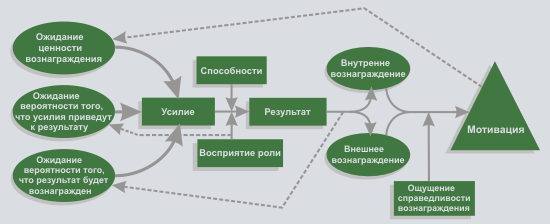 Ожидание
ценности
вознаграждения
Ожидание
вероятности того,
что усилия приведут
к результату
Ожидание
вероятности того,
что результат будет
вознагражден
Усилие
Способности
Восприятие роли
Результат
Внутренне
вознаграждение
Внешнее
вознаграждение
Ощущение
справедливости
вознаграждения
Мотивация